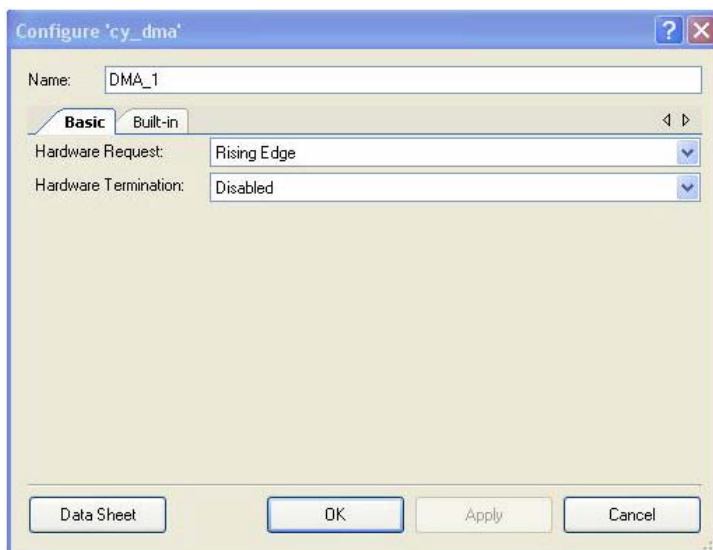 Configure 'cy_dma'
Name: DMA_1
Basic Built-in
Hardware Request: Rising Edge
Hardware Termination: Disabled
Data Sheet OK Apply Cancel